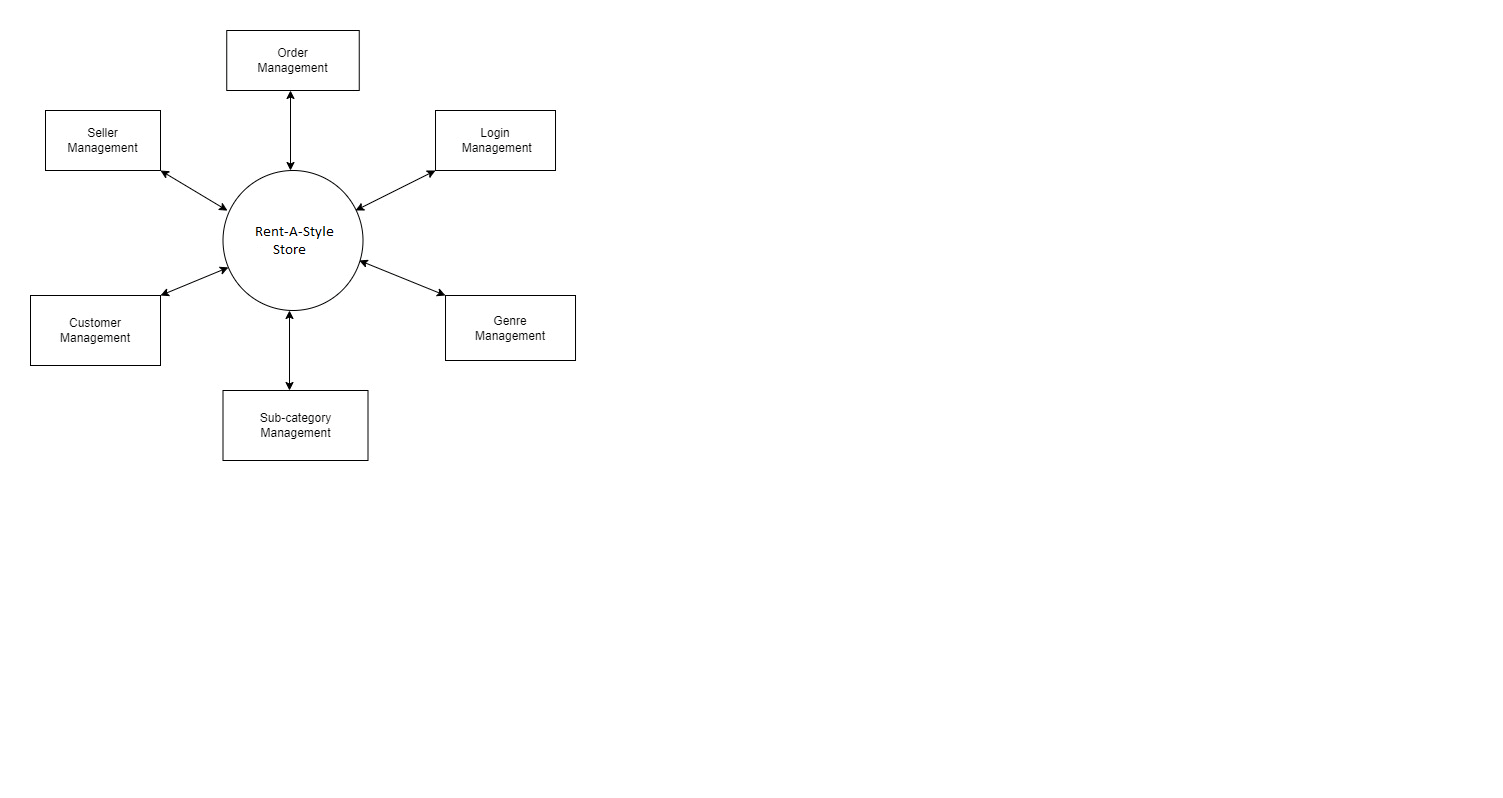 Order
Management
Seller
Management
Login
Management
Rent-A-Style
Store
Customer
Management
Genre
Management
Sub-category
Management